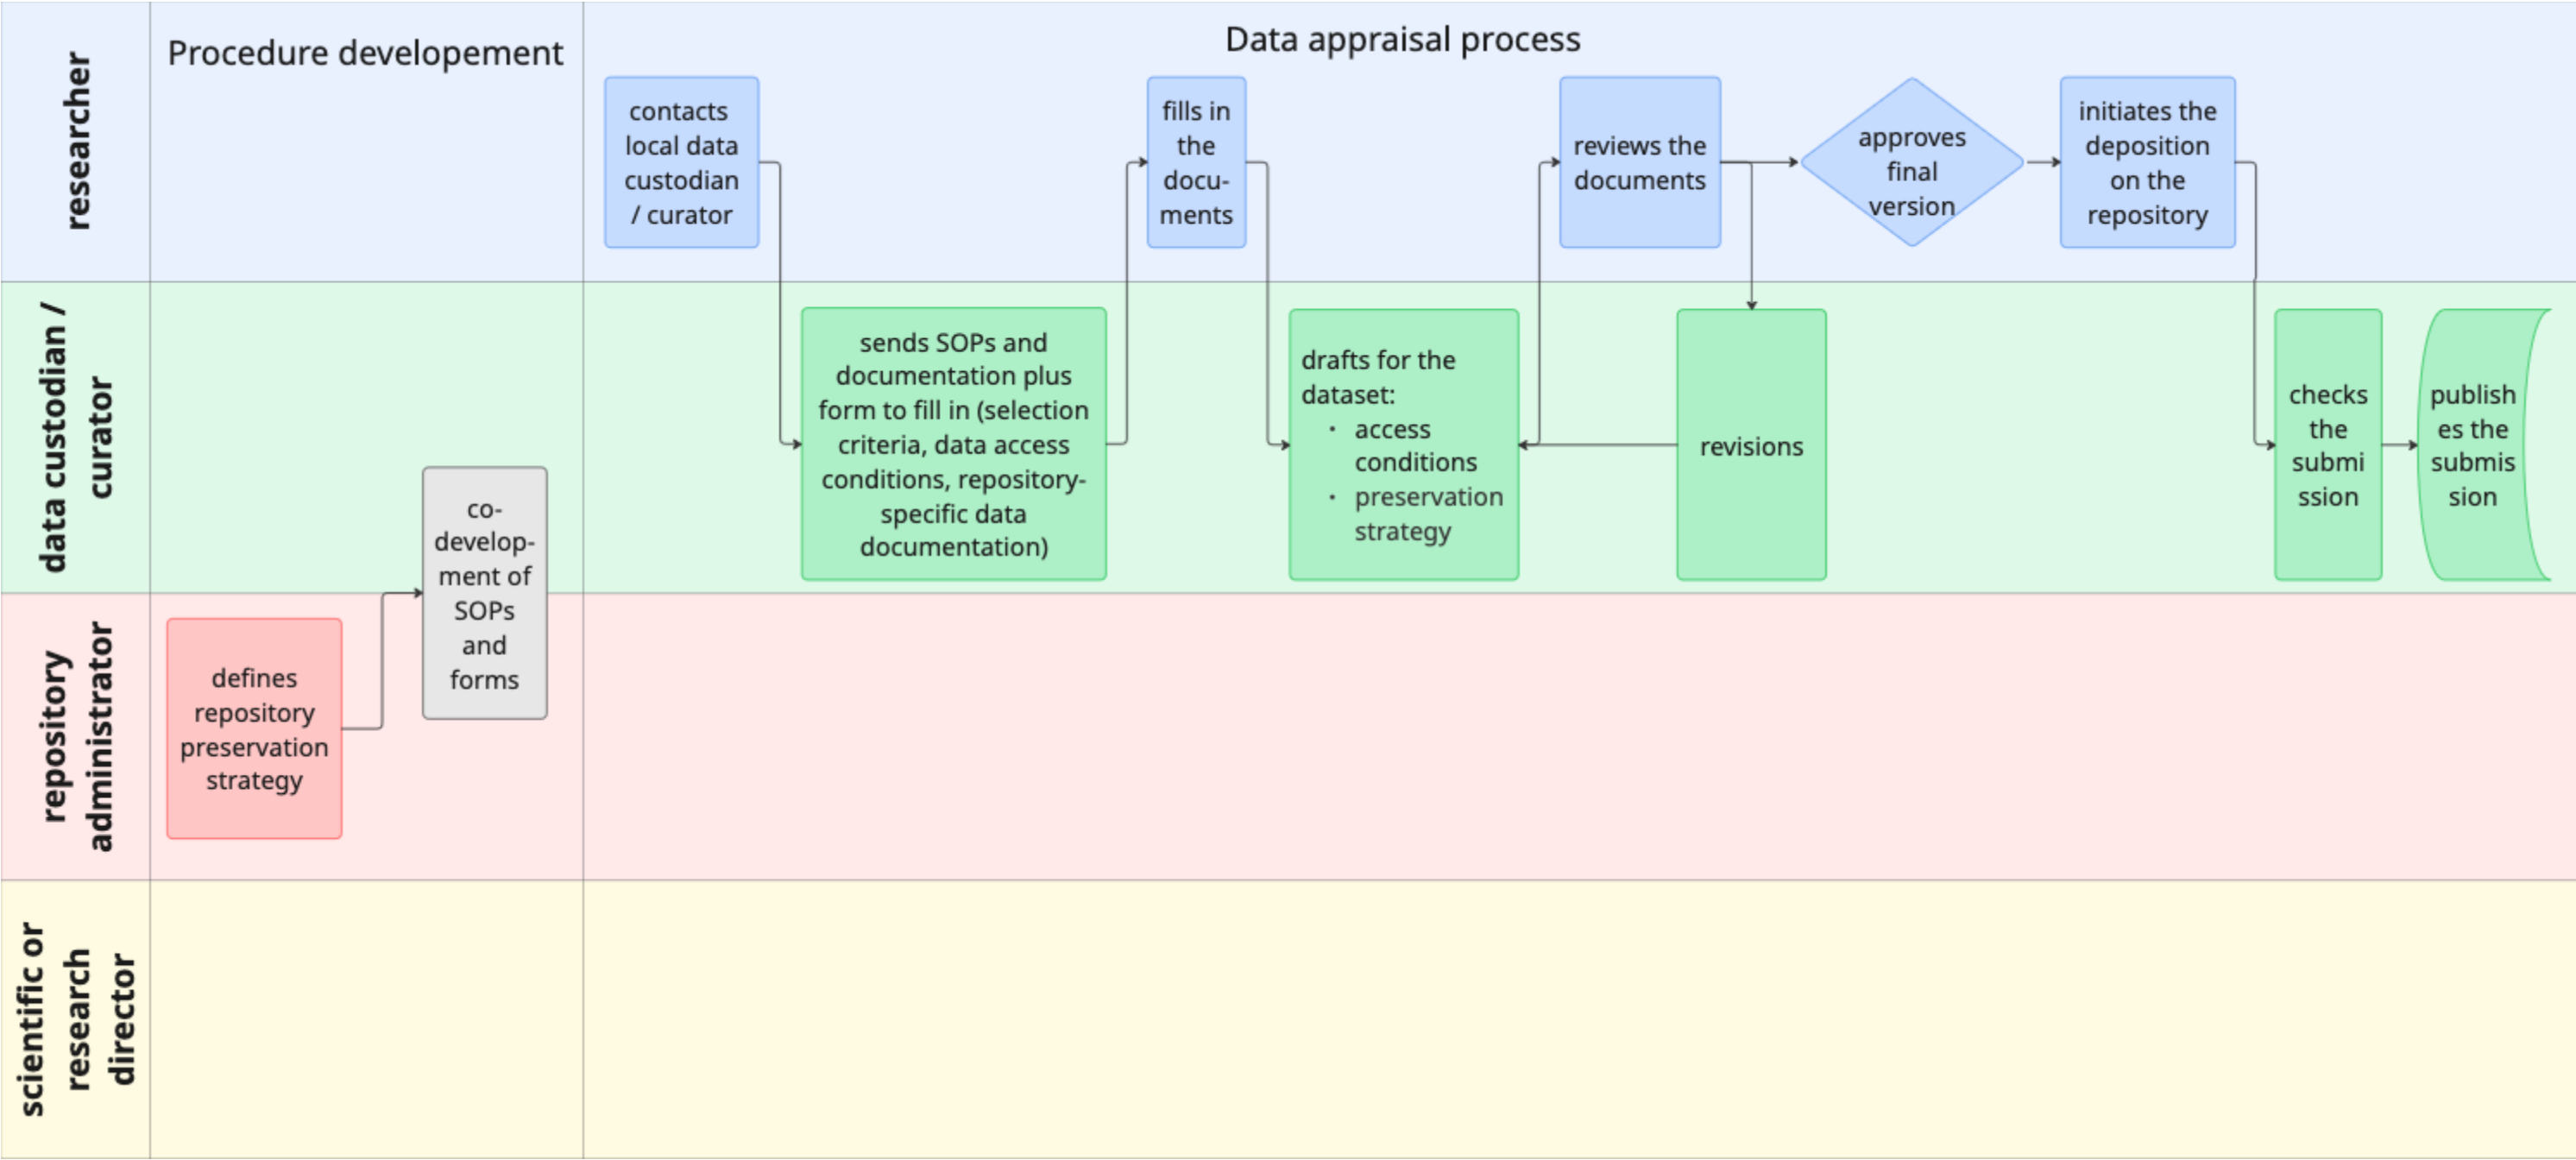 Procedure developement
Data appraisal process
researcher
contacts
local data
custodian
/ curator
fills in
the
docu-
ments
reviews the
documents
approves
final
version
initiates the
deposition
on the
repository
data custodian /
curator
sends SOPs and
documentation plus
form to fill in (selection
criteria, data access
conditions, repository-
specific data
documentation)
drafts for the
dataset:
• access
conditions
• preservation
strategy
revisions
checks
the
submi
ssion
publish
es the
submis
sion
co-
develop-
ment of
SOPs
and
forms
repository
administrator
defines
repository
preservation
strategy
scientific or
research
director